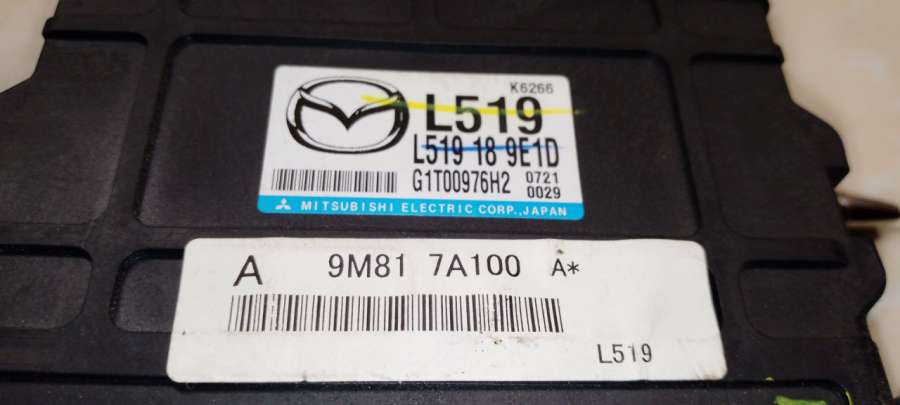 K6266
L519
L519 18 9E1D
G1T00976H2 0721
0029
MITSUBISHI ELECTRIC CORP., JAPAN
A 9M81 7A100 A*
L519